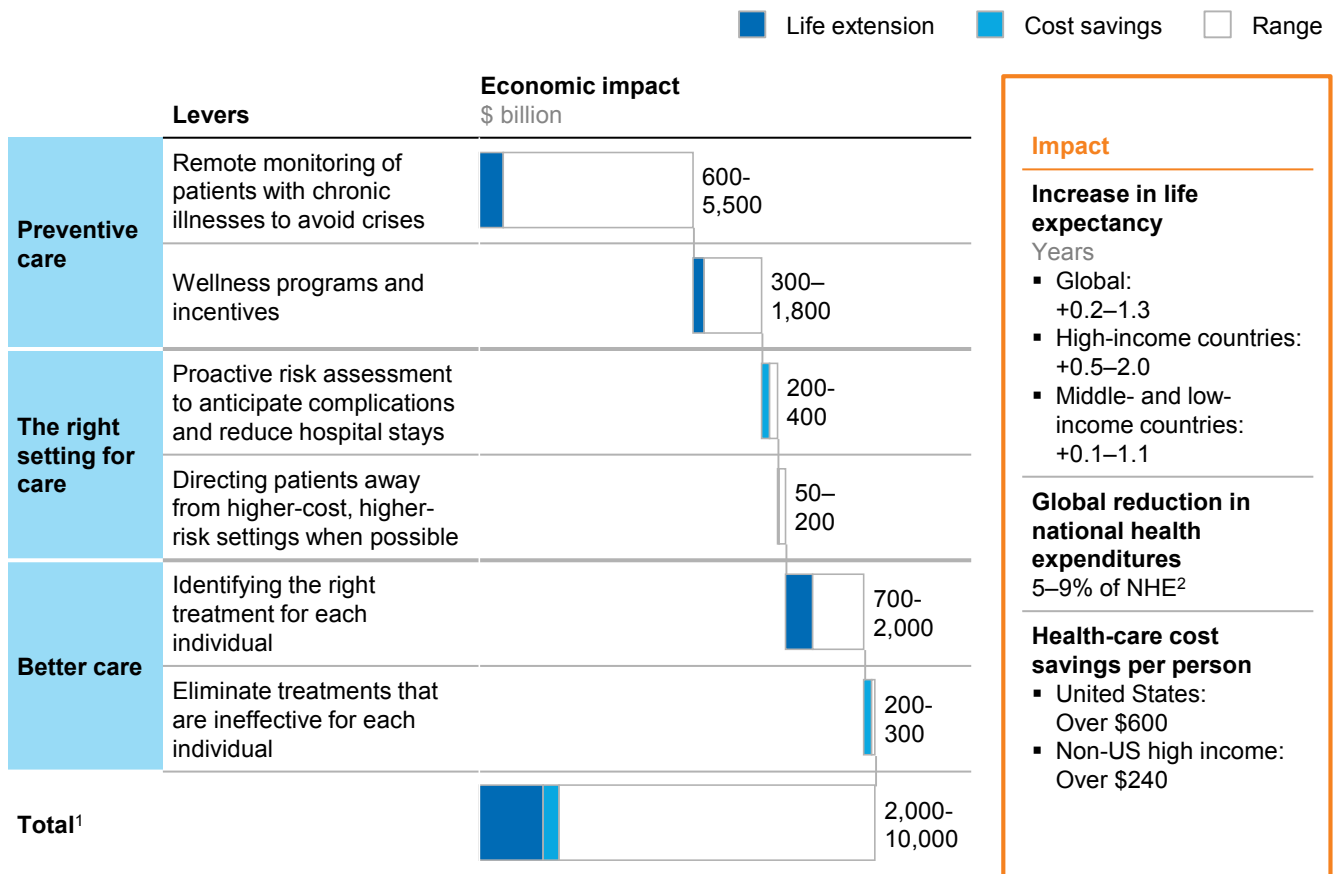 Life extension
Cost savings
Range
Levers
Economic impact
$ billion
Preventive
care
Remote monitoring of
patients with chronic
illnesses to avoid crises
600-
5,500
Wellness programs and
incentives
300–
1,800
The right
setting for
care
Proactive risk assessment
to anticipate complications
and reduce hospital stays
200-
400
Directing patients away
from higher-cost, higher-
risk settings when possible
50–
200
Better care
Identifying the right
treatment for each
individual
700-
2,000
Eliminate treatments that
are ineffective for each
individual
200-
300
Total¹
2,000-
10,000
Impact
Increase in life
expectancy
Years
▪ Global:
+0.2–1.3
▪ High-income countries:
+0.5–2.0
▪ Middle- and low-
income countries:
+0.1–1.1
Global reduction in
national health
expenditures
5–9% of NHE²
Health-care cost
savings per person
▪ United States:
Over $600
▪ Non-US high income:
Over $240